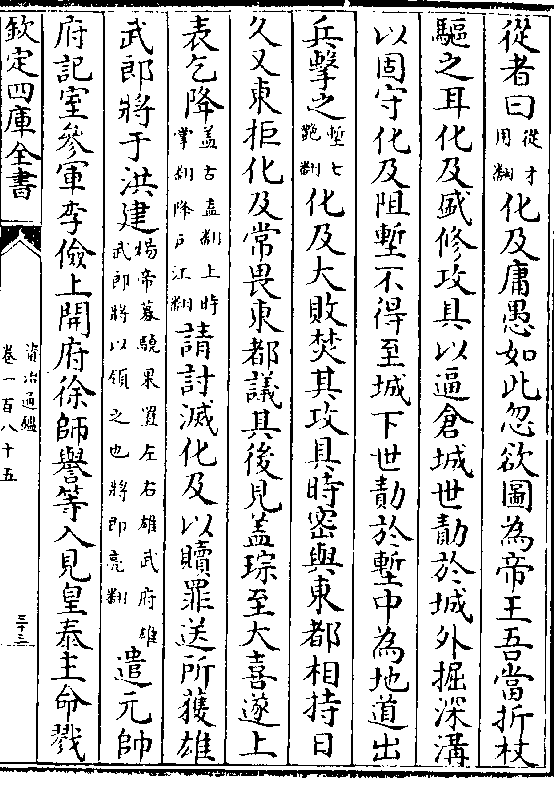 從者曰從才用翻化及庸愚如此忽欲圖為帝王吾當折杖
驅之耳化及盛修攻具以逼倉城世勣於城外掘深溝
以固守化及阻塹不得至城下世勣於塹中為地道出
兵擊之塹七艷翻化及大敗焚其攻具時密與東都相持日
久又東拒化及常畏東都議其後見盖琮至大喜遂上
表乞降盖古盍翻上時掌翻降戶江翻請討滅化及以贖罪送所獲雄
武郎將于洪建煬帝募驍果置左右雄武府雄武郎將以領之也將即亮翻遣元帥
府記室參軍李儉上開府徐師譽等入見皇泰主命戮
欽定四庫全書
資治通鑑
卷一百八十五
三十三